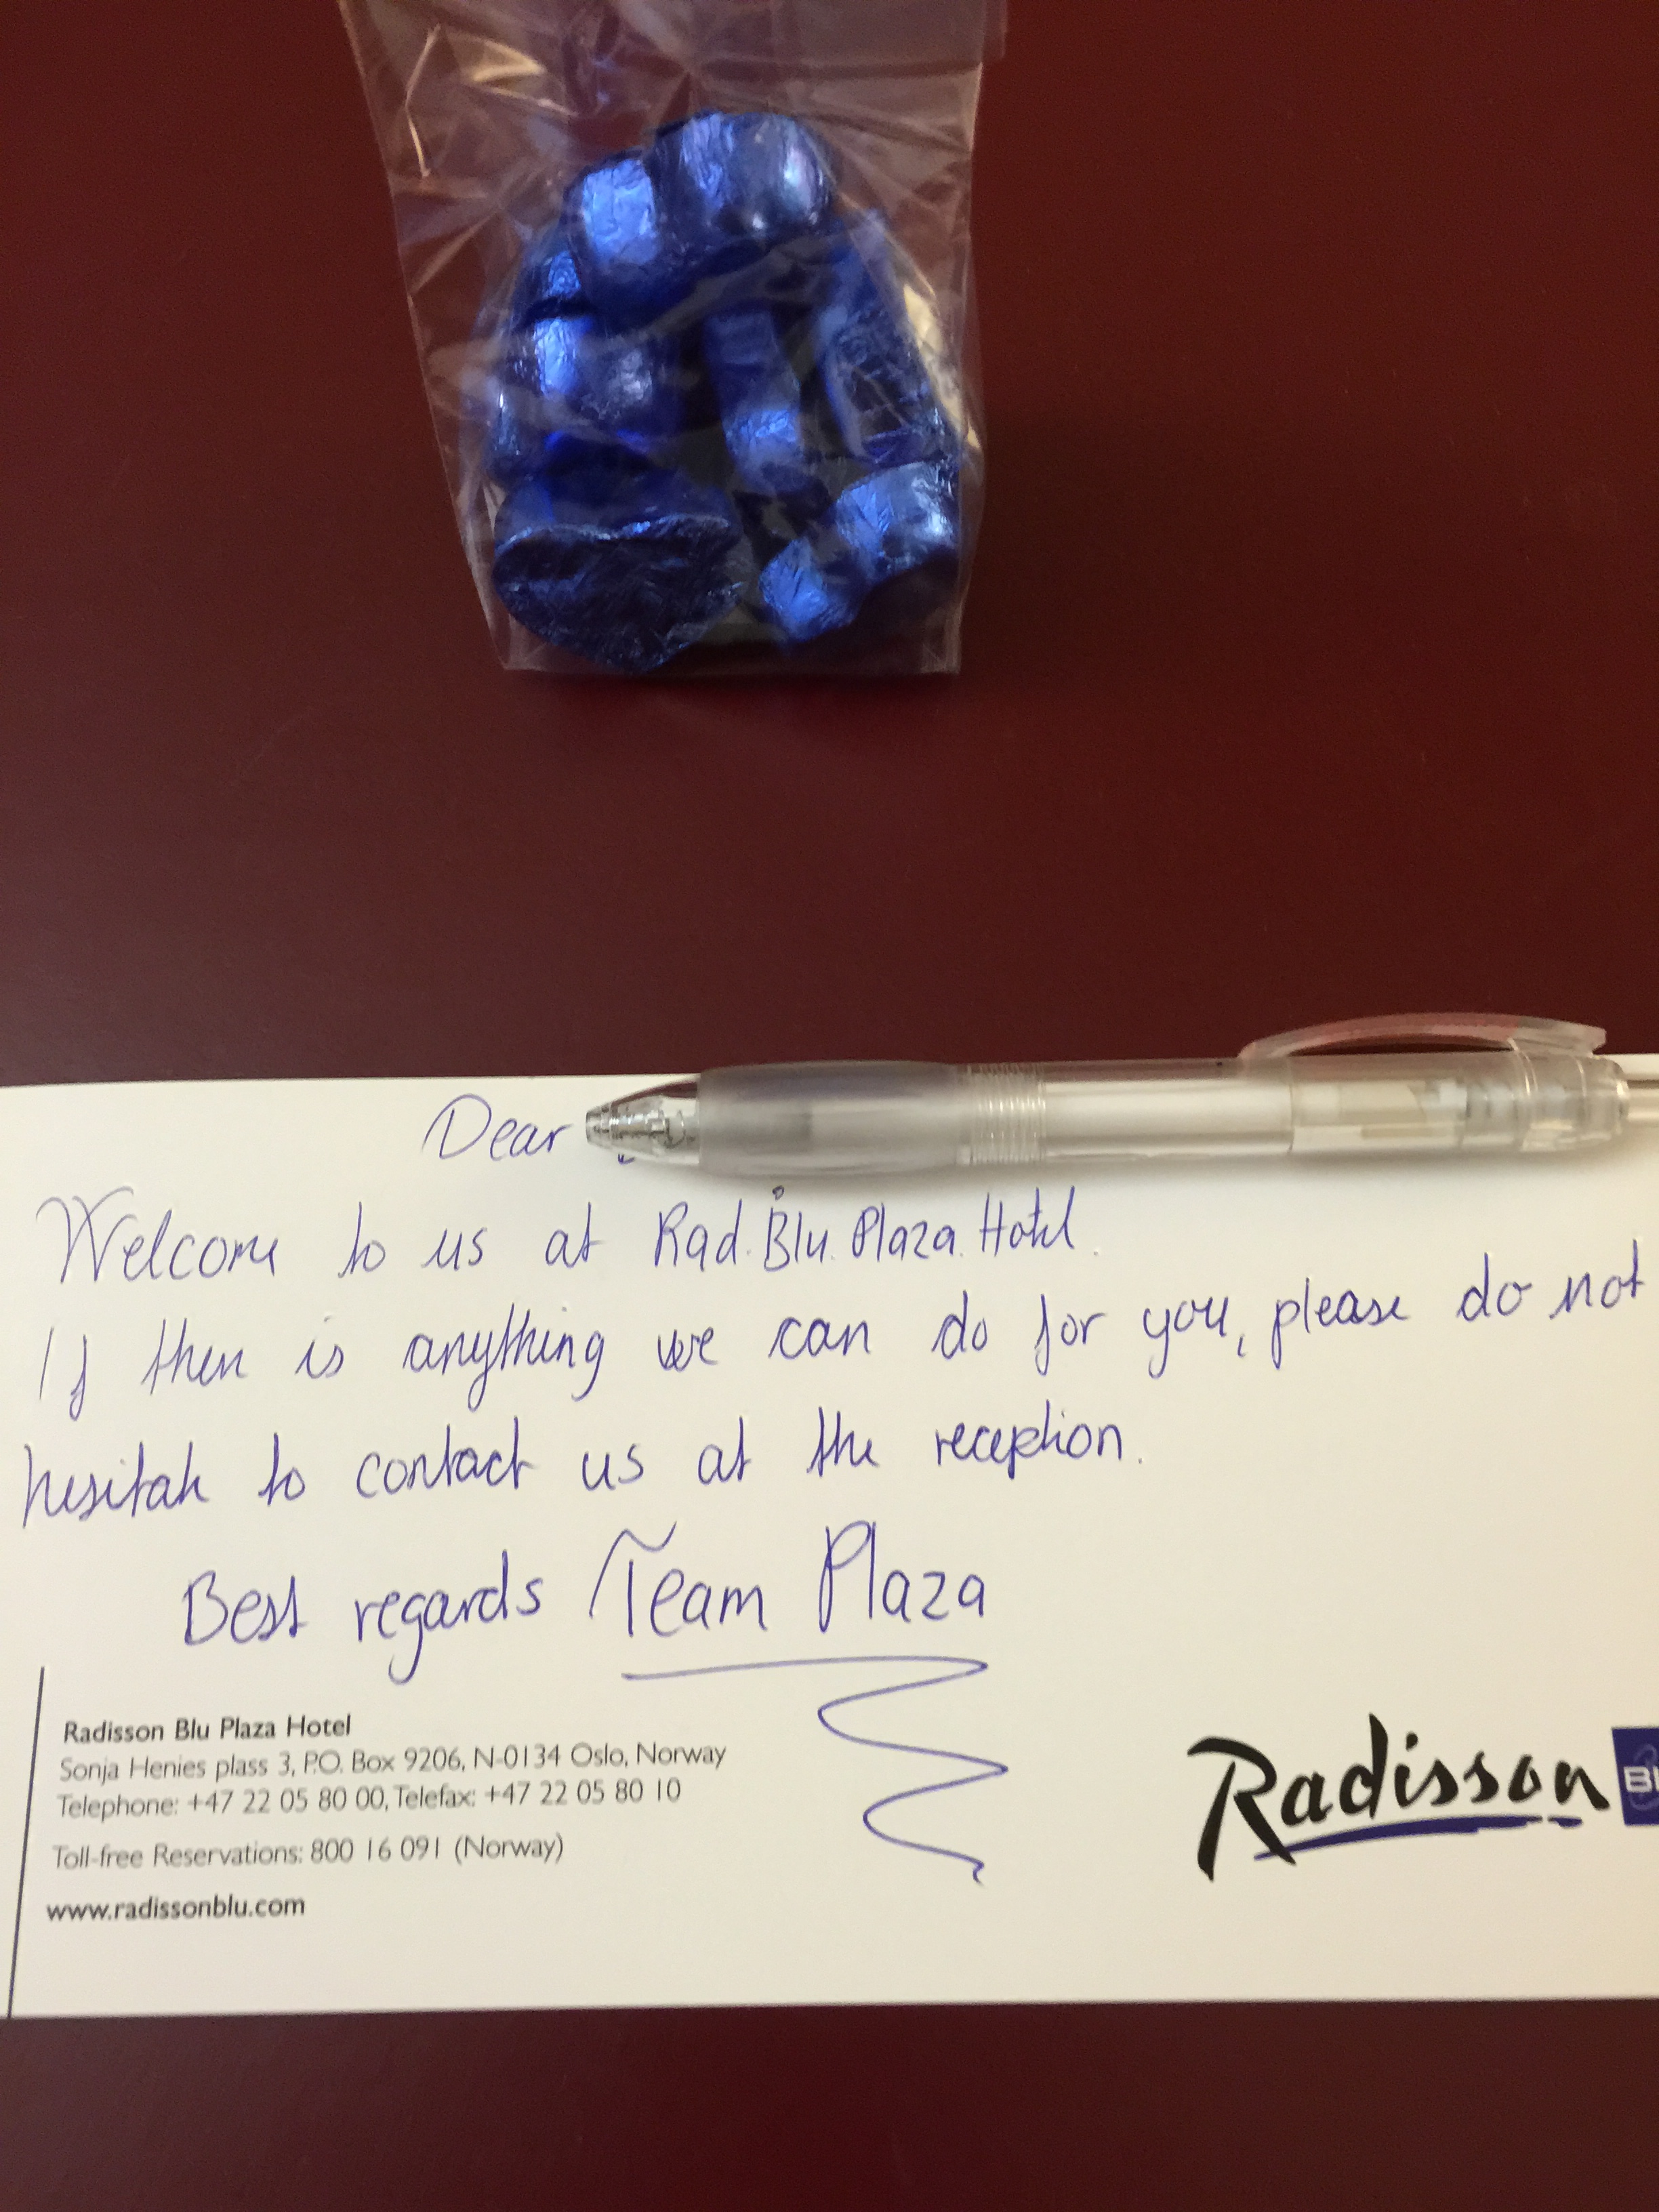 Dear
Welcome to us at Rad. Blu. Plaza. Hotel.
If there is anything we can do for you, please do not
hesitate to contact us at the reception.
Best regards Team Plaza
Radisson Blu Plaza Hotel
Sonja Henies plass 3, P.O. Box 9206, N-0134 Oslo, Norway
Telephone: +47 22 05 80 00, Telefax: +47 22 05 80 10
Toll-free Reservations: 800 16 091 (Norway)
www.radissonblu.com
Radisson